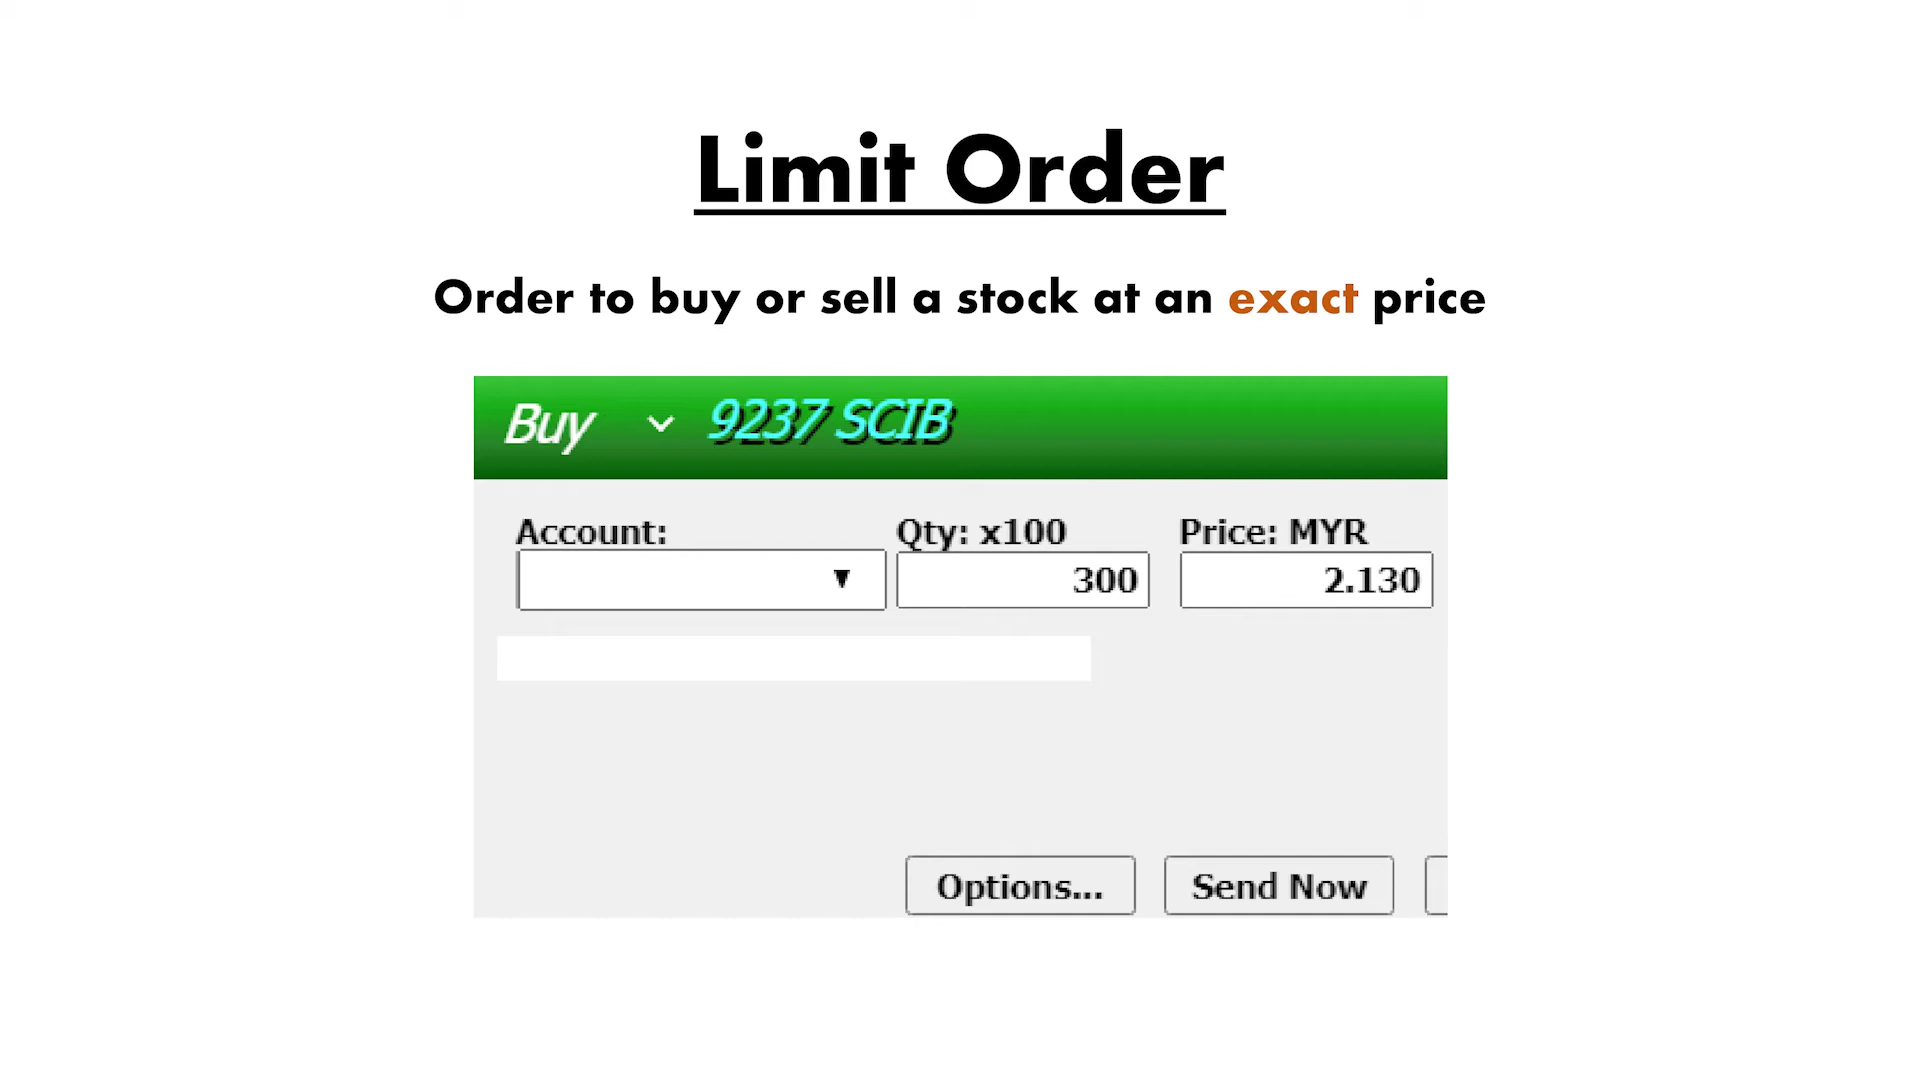 Limit Order
Order to buy or sell a stock at an exact price
Buy 9237 SCIB
Account: Qty: x100 Price: MYR
300 2.130
Options... Send Now